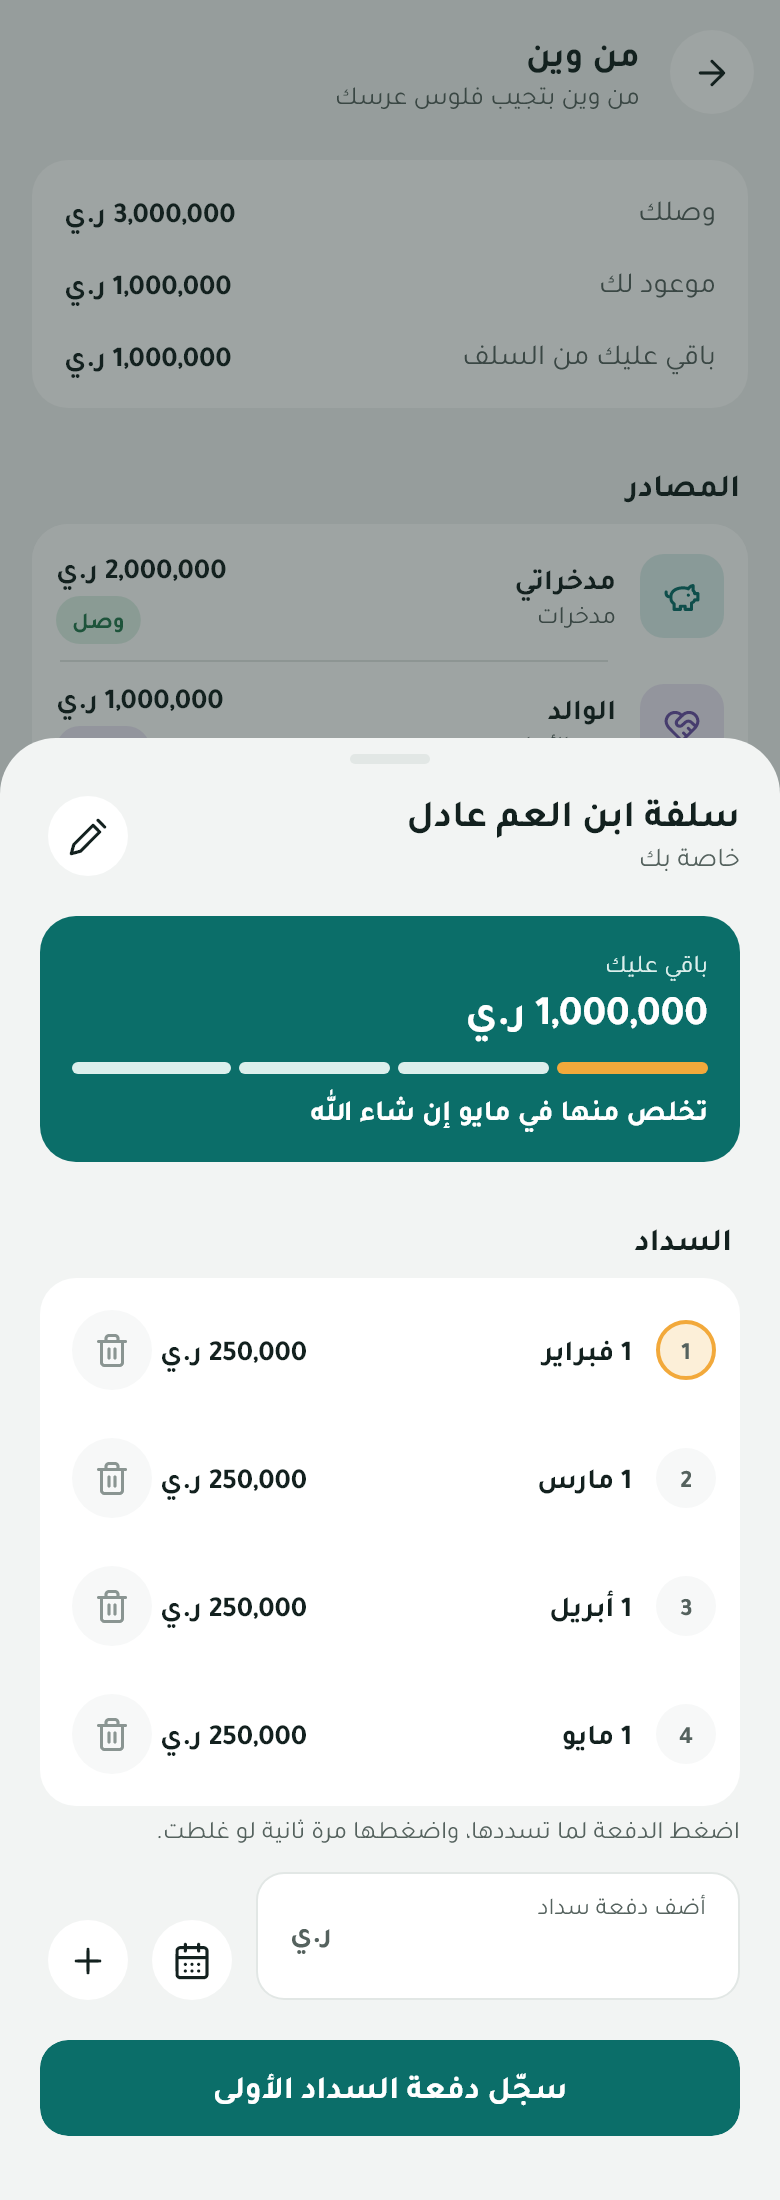 من وين
من وين بتجيب فلوس عرسك
وصلك 3,000,000 ر.ي
موعود لك 1,000,000 ر.ي
باقي عليك من السلف 1,000,000 ر.ي
المصادر
مدخراتي 2,000,000 ر.ي
مدخرات وصل
الوالد 1,000,000 ر.ي
سلفة ابن العم عادل
خاصة بك
باقي عليك
1,000,000 ر.ي
تخلص منها في مايو إن شاء الله
السداد
1 1 فبراير 250,000 ر.ي
2 1 مارس 250,000 ر.ي
3 1 أبريل 250,000 ر.ي
4 1 مايو 250,000 ر.ي
اضغط الدفعة لما تسددها، واضغطها مرة ثانية لو غلطت.
أضف دفعة سداد
ر.ي
سجّل دفعة السداد الأولى